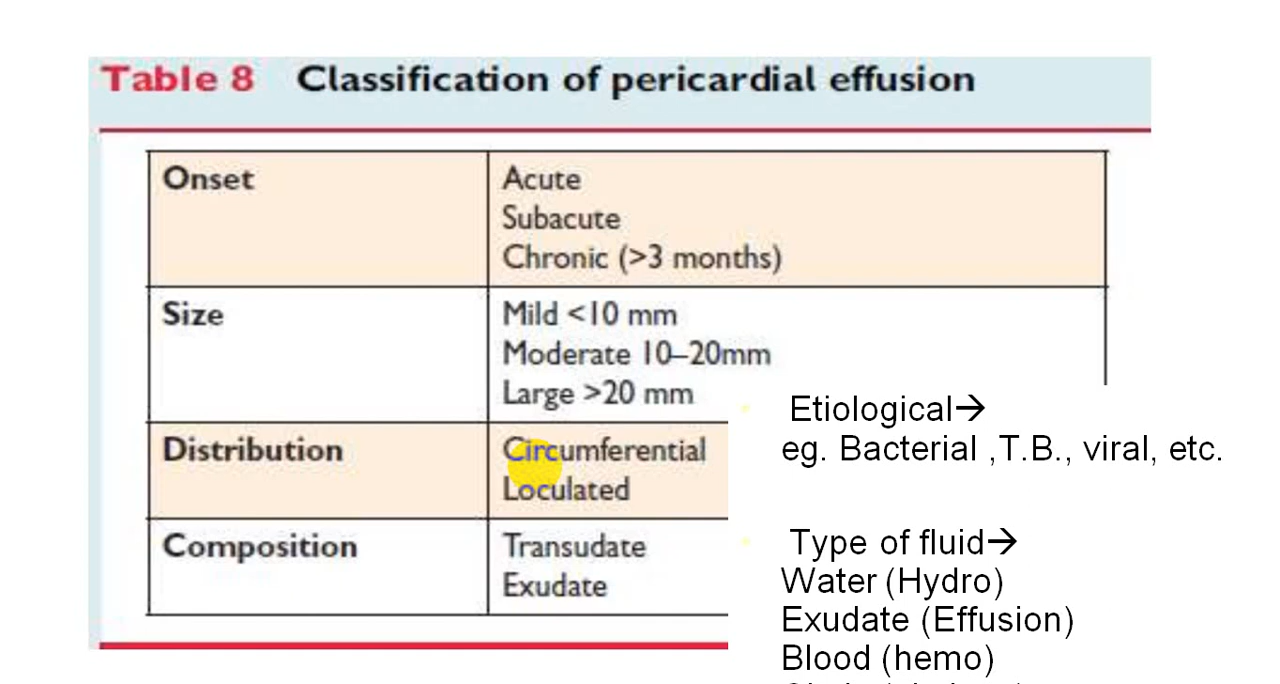 Table 8 Classification of pericardial effusion
Onset
Acute
Subacute
Chronic (>3 months)
Size
Mild <10 mm
Moderate 10–20mm
Large >20 mm
Distribution
Circumferential
Loculated
Composition
Transudate
Exudate
Etiological→
eg. Bacterial ,T.B., viral, etc.
Type of fluid→
Water (Hydro)
Exudate (Effusion)
Blood (hemo)